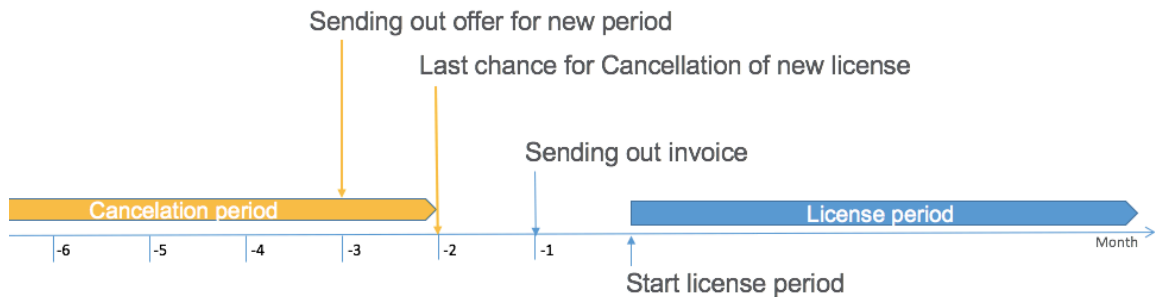 Sending out offer for new period
Last chance for Cancellation of new license
Sending out invoice
Cancelation period
License period
-6
-5
-4
-3
-2
-1
Month
Start license period